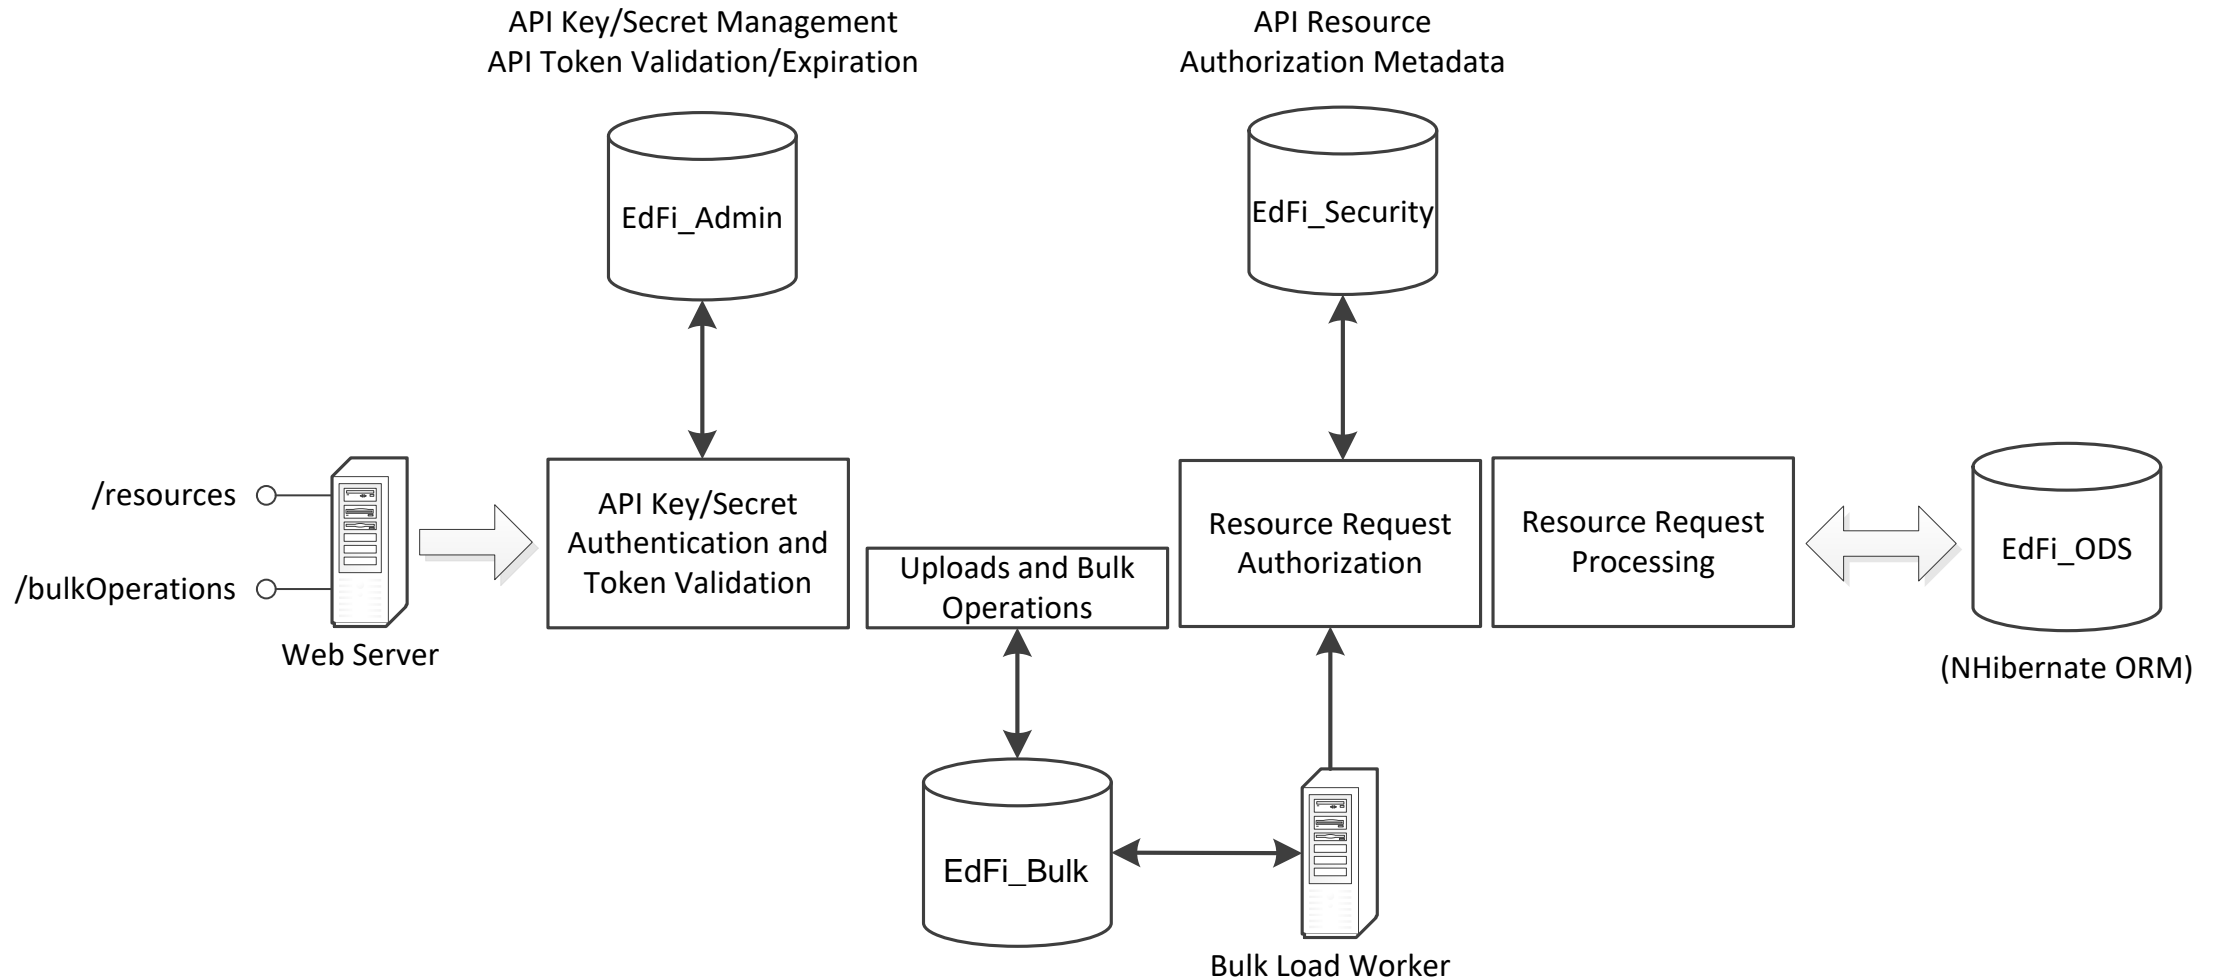 API Key/Secret Management
API Token Validation/Expiration
API Resource
Authorization Metadata
EdFi_Admin
EdFi_Security
/resources
/bulkOperations
Web Server
API Key/Secret
Authentication and
Token Validation
Uploads and Bulk
Operations
Resource Request
Authorization
Resource Request
Processing
EdFi_ODS
(NHibernate ORM)
EdFi_Bulk
Bulk Load Worker